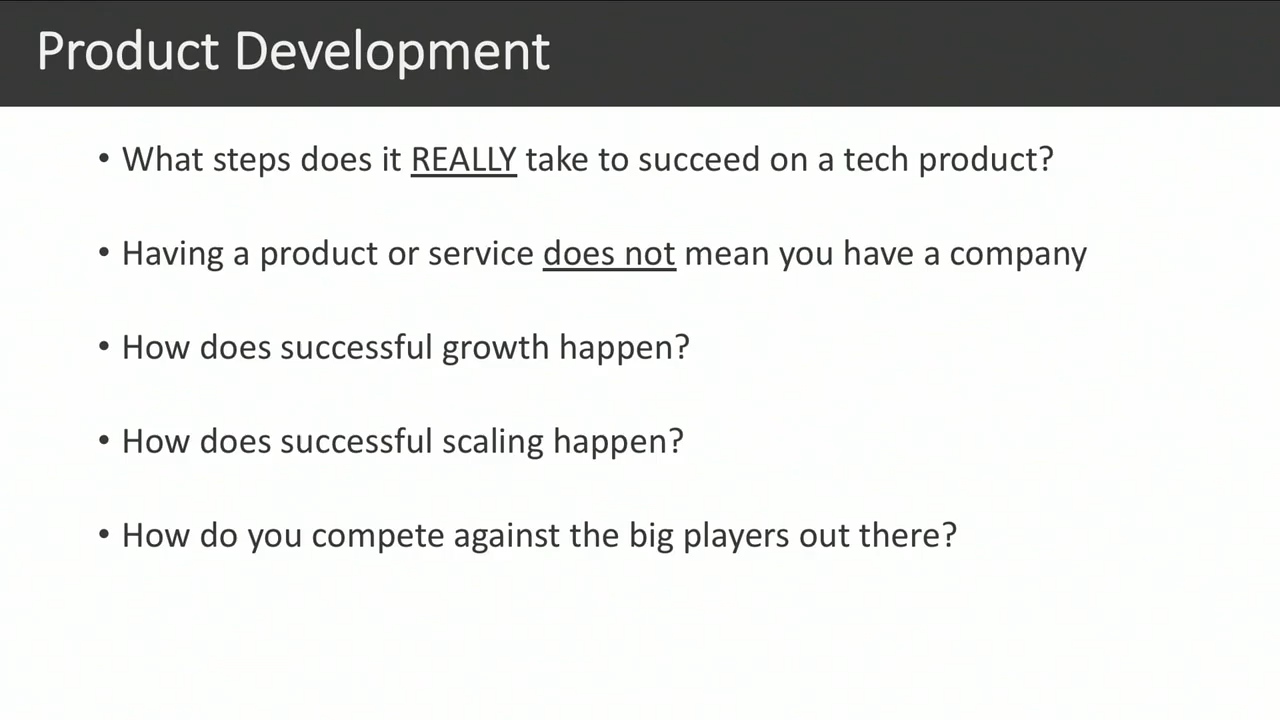 Product Development
• What steps does it REALLY take to succeed on a tech product?
• Having a product or service does not mean you have a company
• How does successful growth happen?
• How does successful scaling happen?
• How do you compete against the big players out there?